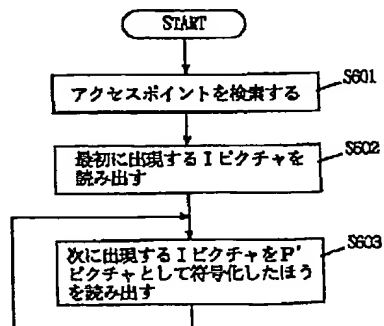 START
S601
アクセスポイントを検索する
S602
最初に出現するIピクチャを
読み出す
S603
次に出現するIピクチャをP'
ピクチャとして符号化したほう
を読み出す